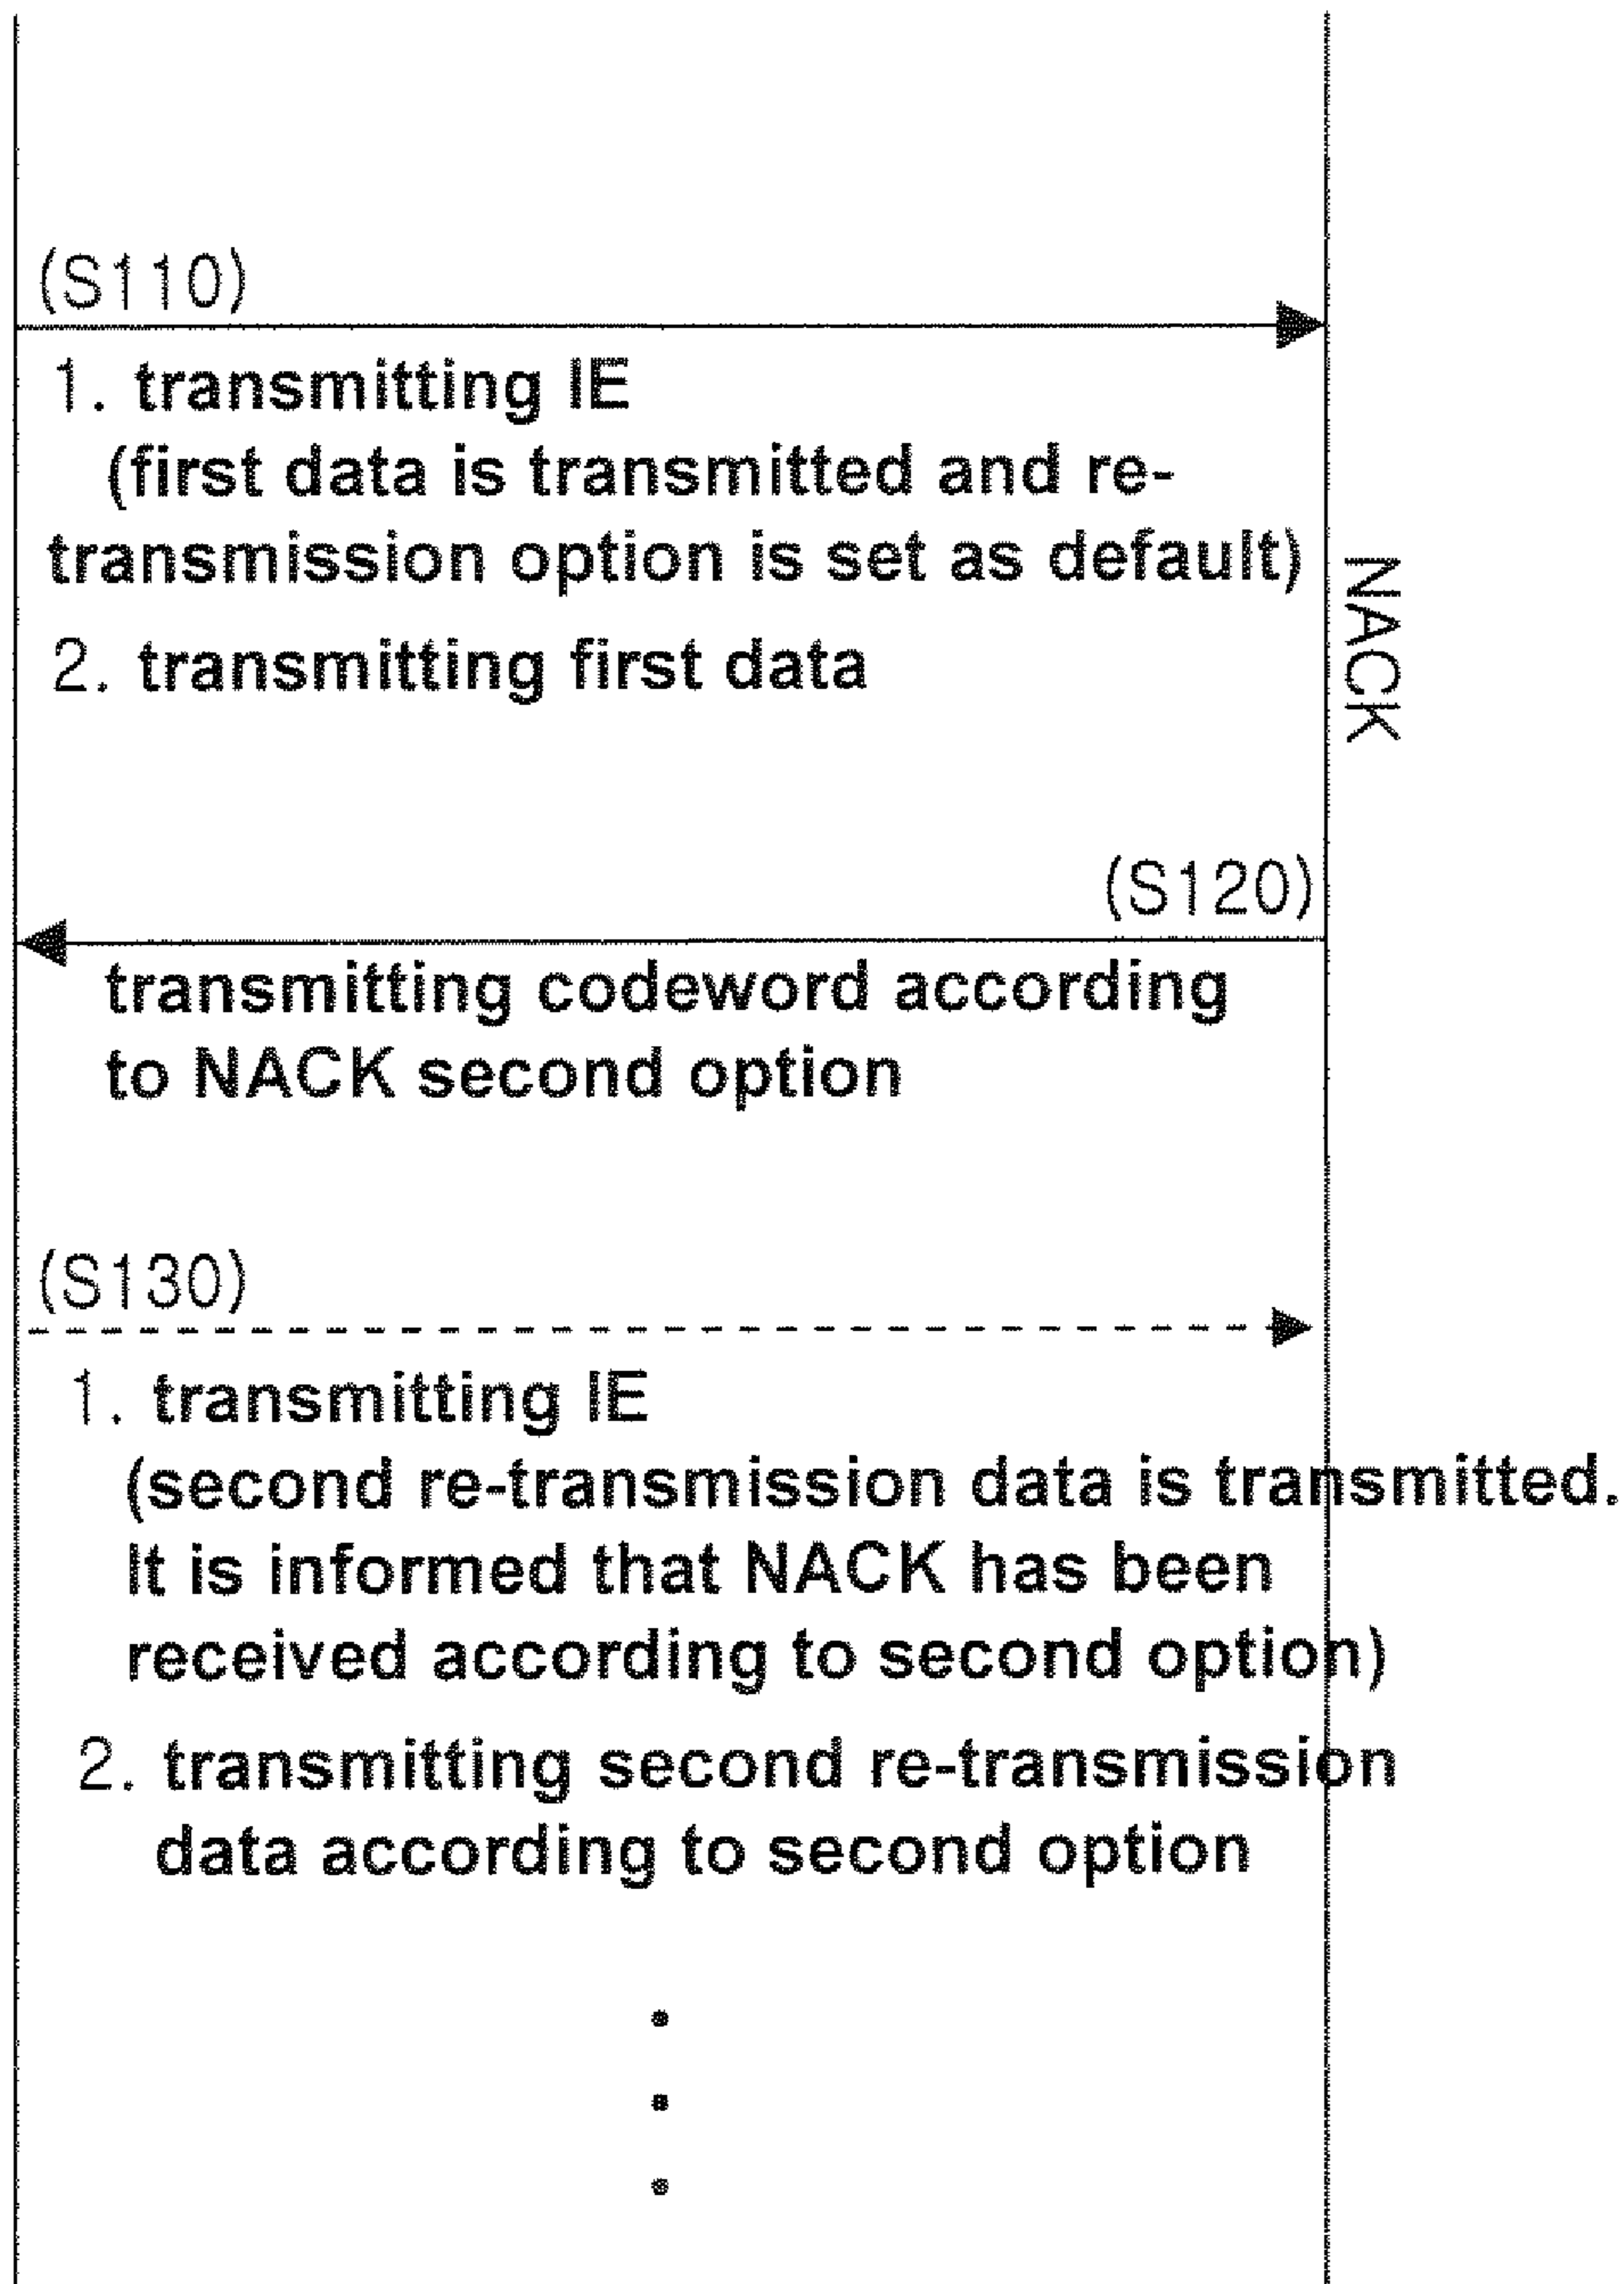 (S110)
1. transmitting IE
(first data is transmitted and re-
transmission option is set as default)
2. transmitting first data
NACK
(S120)
transmitting codeword according
to NACK second option
(S130)
1. transmitting IE
(second re-transmission data is transmitted.
It is informed that NACK has been
received according to second option)
2. transmitting second re-transmission
data according to second option